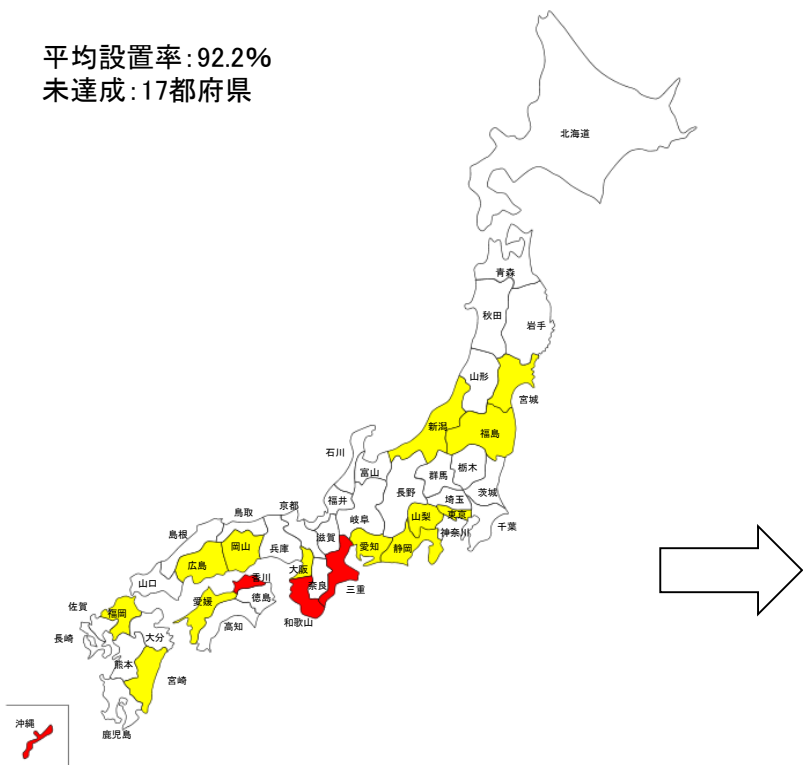 平均設置率:92.2%
未達成:17都府県
北海道
青森
秋田
岩手
山形
宮城
新潟
福島
石川
富山
栃木
群馬
茨城
長野
埼玉
福井
山梨
東京
千葉
神奈川
岐阜
京都
鳥取
滋賀
愛知
静岡
島根
岡山
兵庫
広島
大阪
香川
奈良
三重
山口
徳島
愛媛
和歌山
高知
佐賀
福岡
長崎
大分
熊本
宮崎
鹿児島
沖縄